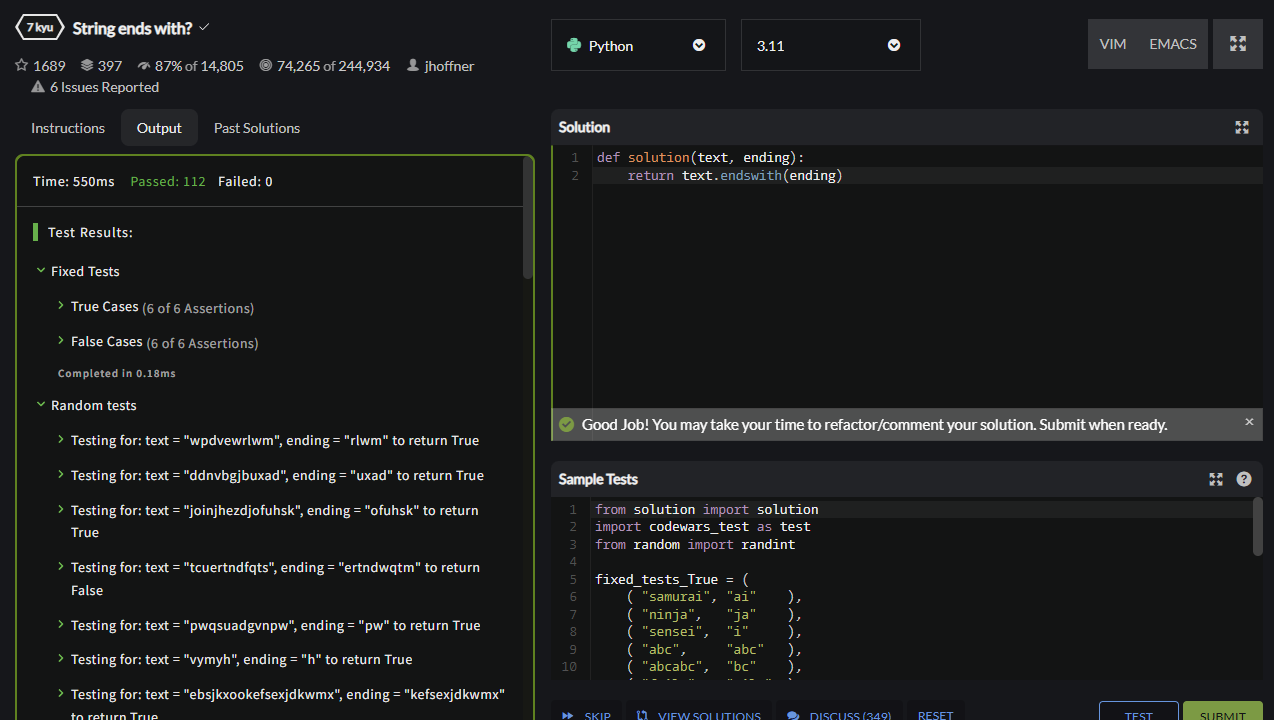 7 kyu String ends with?
1689 397 87% of 14,805 74,265 of 244,934 jhoffner
6 Issues Reported
Python
3.11
VIM EMACS
Instructions Output Past Solutions
Time: 550ms Passed: 112 Failed: 0
Test Results:
Fixed Tests
True Cases (6 of 6 Assertions)
False Cases (6 of 6 Assertions)
Completed in 0.18ms
Random tests
Testing for: text = "wpdvewrlwm", ending = "rlwm" to return True
Testing for: text = "ddnvbgjbuxad", ending = "uxad" to return True
Testing for: text = "joinjhezdjofuhsk", ending = "ofuhsk" to return
True
Testing for: text = "tcuertndfqts", ending = "ertndwqtm" to return
False
Testing for: text = "pwqsuadgvnpw", ending = "pw" to return True
Testing for: text = "vymyh", ending = "h" to return True
Testing for: text = "ebsjkxookefsexjdkwmx", ending = "kefsexjdkwmx"
to return True
Solution
1 def solution(text, ending):
2     return text.endswith(ending)
Good Job! You may take your time to refactor/comment your solution. Submit when ready. ×
Sample Tests ?
1 from solution import solution
2 import codewars_test as test
3 from random import randint
4
5 fixed_tests_True = (
6     ( "samurai", "ai"    ),
7     ( "ninja",   "ja"    ),
8     ( "sensei",  "i"     ),
9     ( "abc",     "abc"   ),
10     ( "abcabc",  "bc"    ),
SKIP VIEW SOLUTIONS DISCUSS (349) RESET TEST SUBMIT